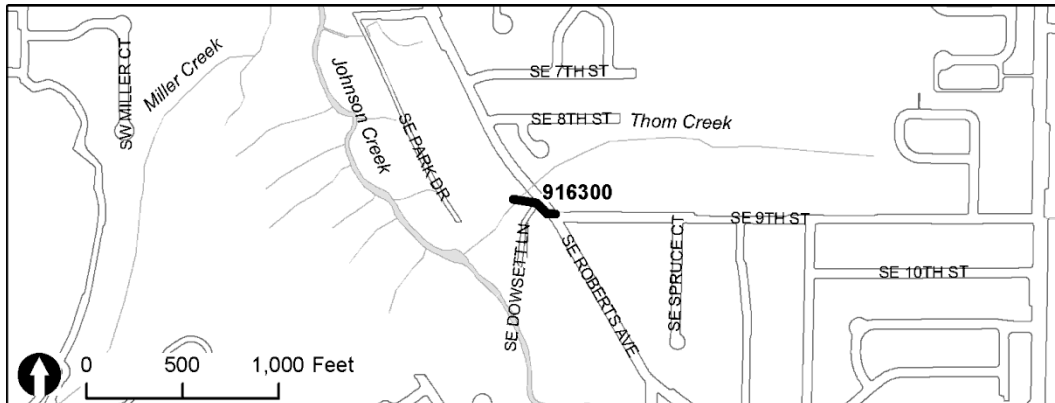 SW MILLER CT
Miller Creek
Johnson Creek
SE PARK DR
SE 7TH ST
SE 8TH ST
Thom Creek
916300
SE 9TH ST
SE DOWSETT LN
SE ROBERTS AVE
SE SPRUCE CT
SE 10TH ST
0 500 1,000 Feet